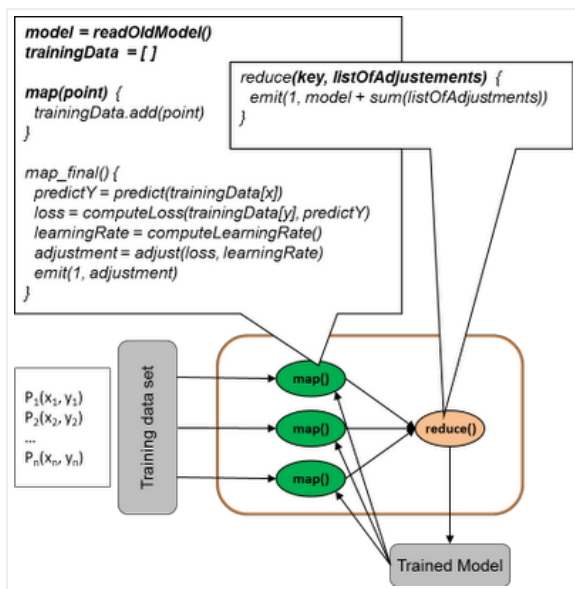 model = readOldModel()
trainingData = [ ]
map(point) {
trainingData.add(point)
}
map_final() {
predictY = predict(trainingData[x])
loss = computeLoss(trainingData[y], predictY)
learningRate = computeLearningRate()
adjustment = adjust(loss, learningRate)
emit(1, adjustment)
}
reduce(key, listOfAdjustements) {
emit(1, model + sum(listOfAdjustments))
}
P1(x1, y1)
P2(x2, y2)
...
Pn(xn, yn)
Training data set
map()
map()
map()
reduce()
Trained Model